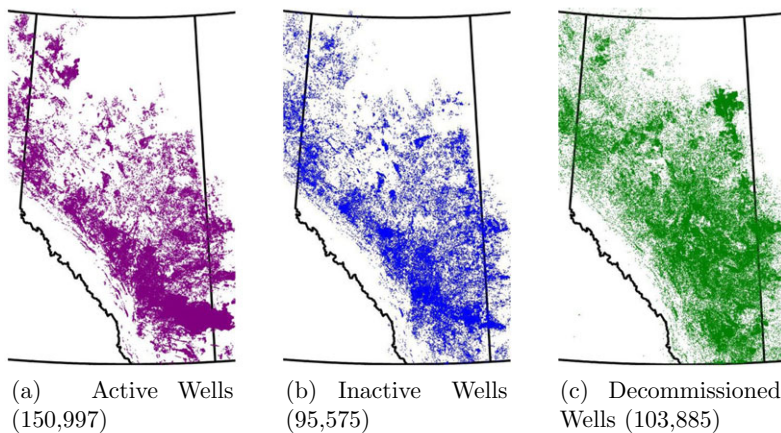 (a) Active Wells
(150,997)
(b) Inactive Wells
(95,575)
(c) Decommissioned
Wells (103,885)